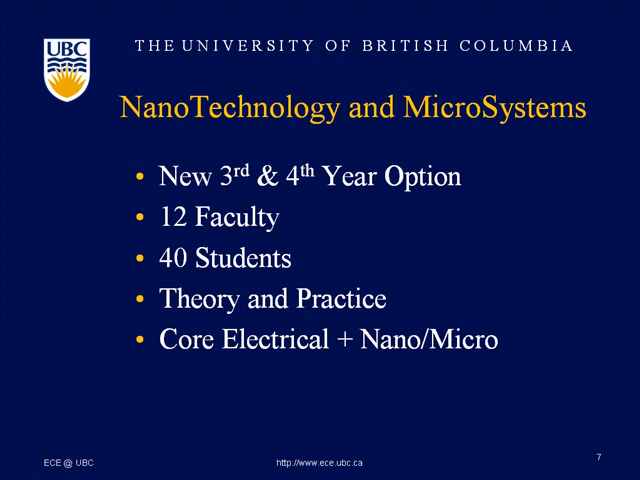 UBC
THE UNIVERSITY OF BRITISH COLUMBIA
NanoTechnology and MicroSystems
• New 3rd & 4th Year Option
• 12 Faculty
• 40 Students
• Theory and Practice
• Core Electrical + Nano/Micro
ECE @ UBC
http://www.ece.ubc.ca
7